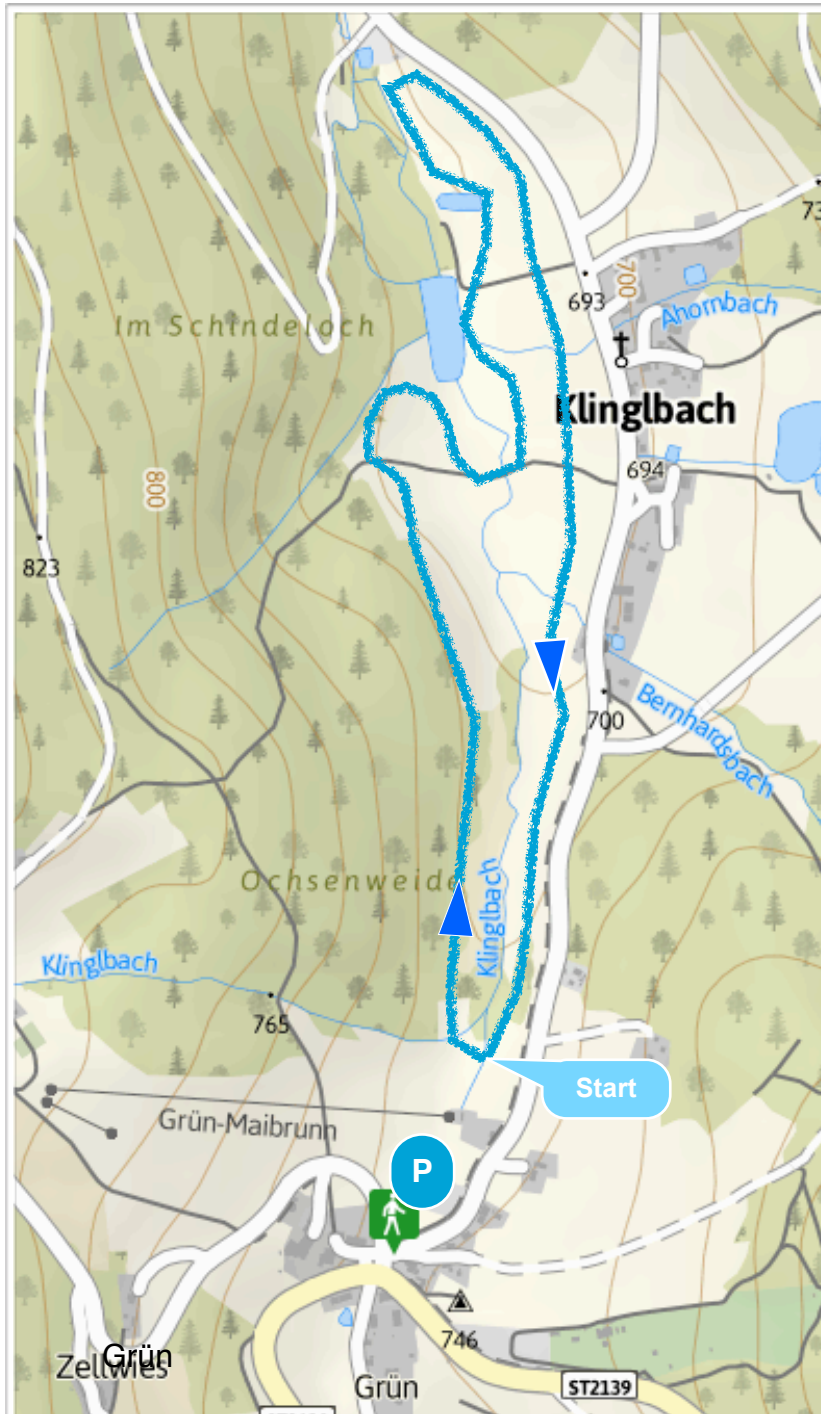 73
700
693
Ahornbach
Im Schindeloch
Klinglbach
694
800
823
700
Bernhardsbach
Ochsenweide
Klinglbach
Klinglbach
765
Start
Grün-Maibrunn
P
746
Zellwies
Grün
Grün
ST2139